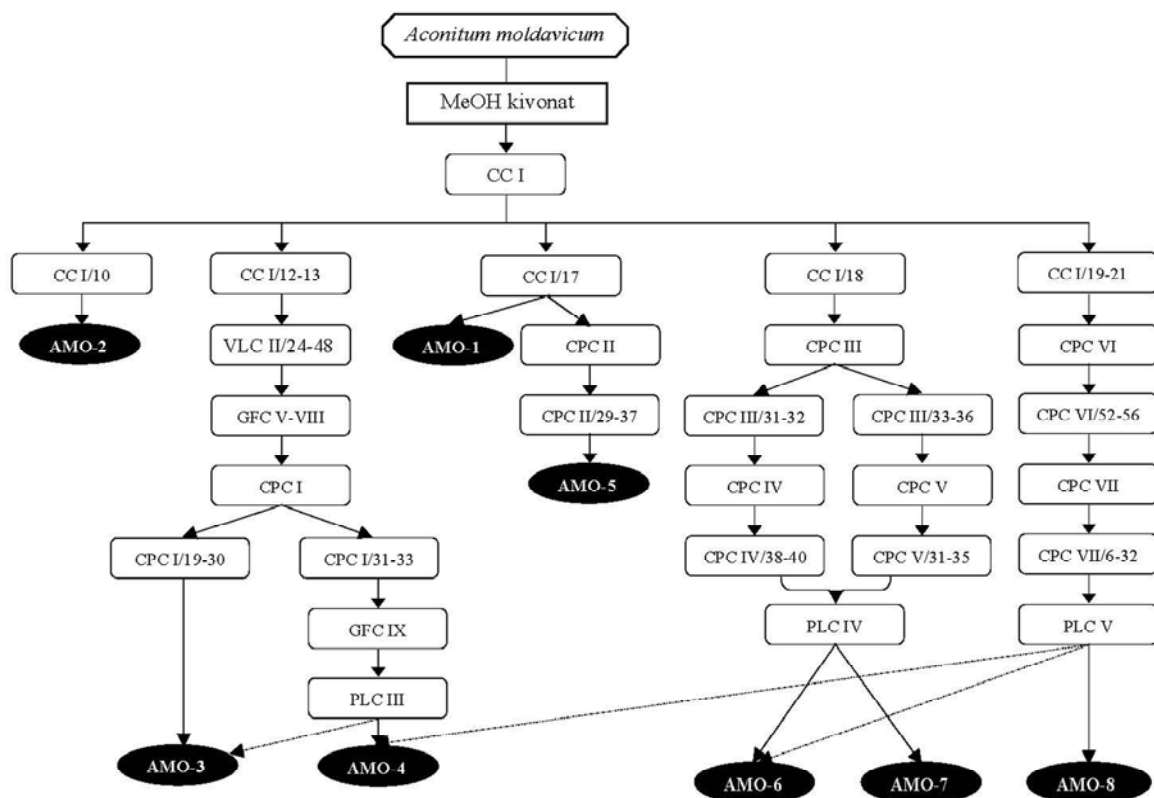 Aconitum moldavicum
MeOH kivonat
CC I
CC I/10
CC I/12-13
CC I/17
CC I/18
CC I/19-21
AMO-2
VLC II/24-48
AMO-1
CPC II
CPC III
CPC VI
GFC V-VIII
CPC II/29-37
CPC III/31-32
CPC III/33-36
CPC VI/52-56
CPC I
AMO-5
CPC IV
CPC V
CPC VII
CPC I/19-30
CPC I/31-33
CPC IV/38-40
CPC V/31-35
CPC VII/6-32
GFC IX
PLC IV
PLC V
PLC III
AMO-3
AMO-4
AMO-6
AMO-7
AMO-8